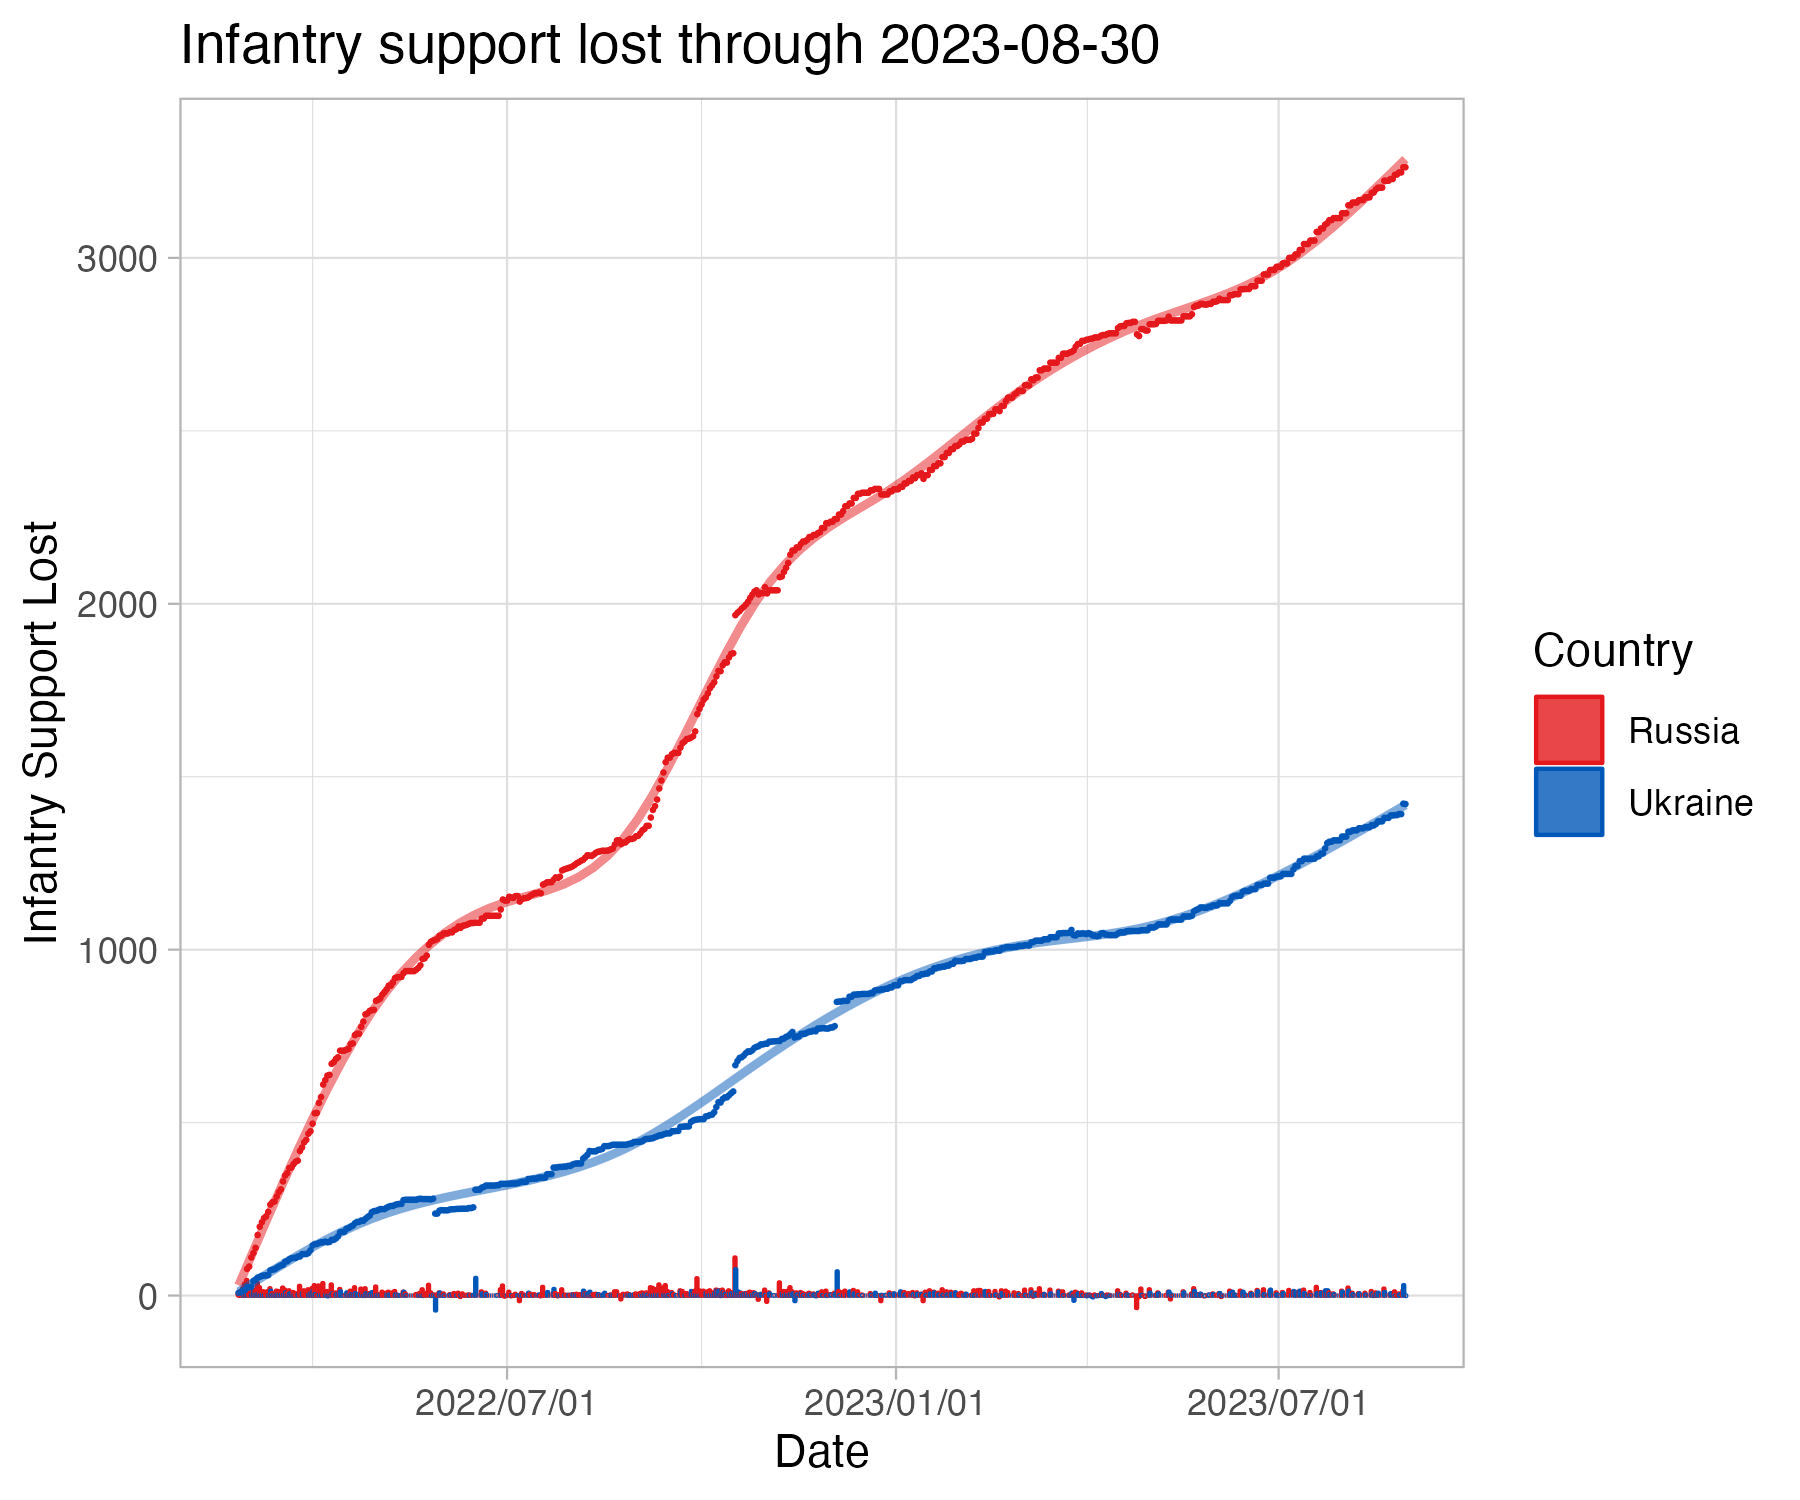 Infantry support lost through 2023-08-30
Infantry Support Lost
3000
2000
1000
0
2022/07/01
2023/01/01
2023/07/01
Date
Country
Russia
Ukraine